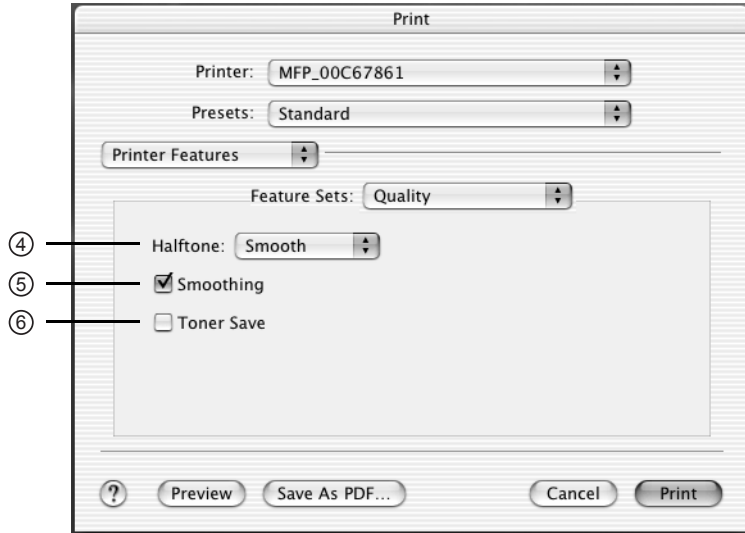 Print
Printer: MFP_00C67861
Presets: Standard
Printer Features
Feature Sets: Quality
④ Halftone: Smooth
⑤ Smoothing
⑥ Toner Save
? Preview Save As PDF... Cancel Print